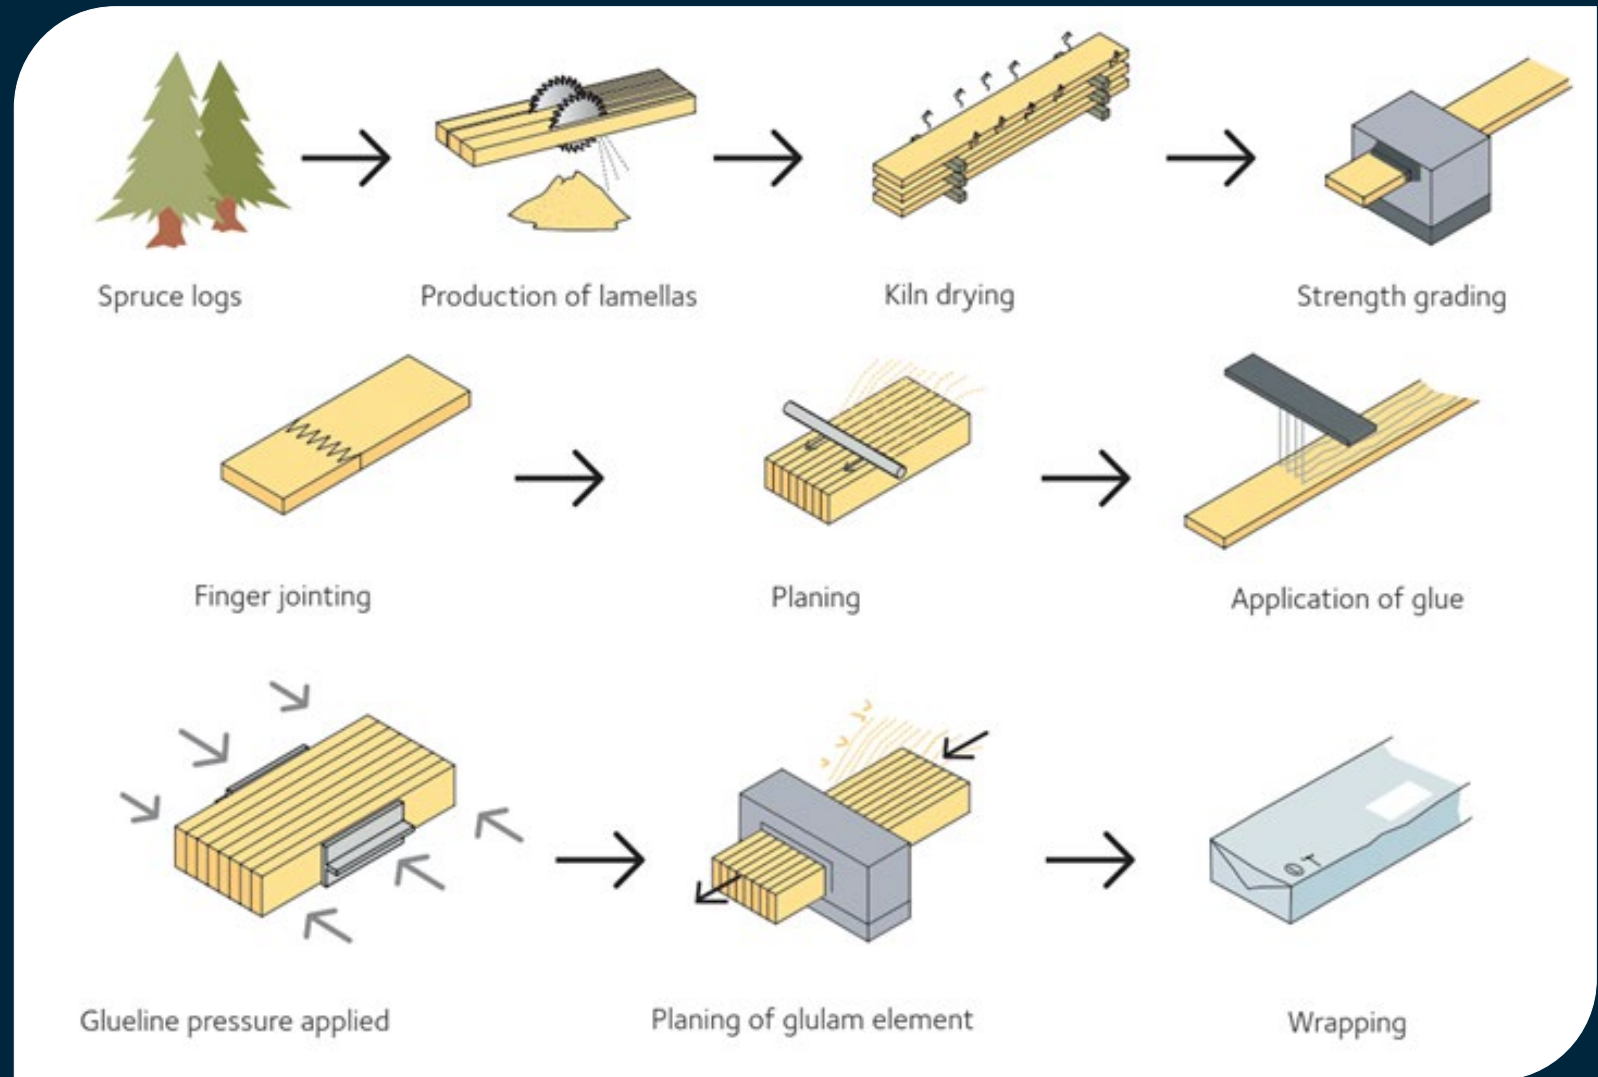 Spruce logs
Production of lamellas
Kiln drying
Strength grading
Finger jointing
Planing
Application of glue
Glueline pressure applied
Planing of glulam element
Wrapping